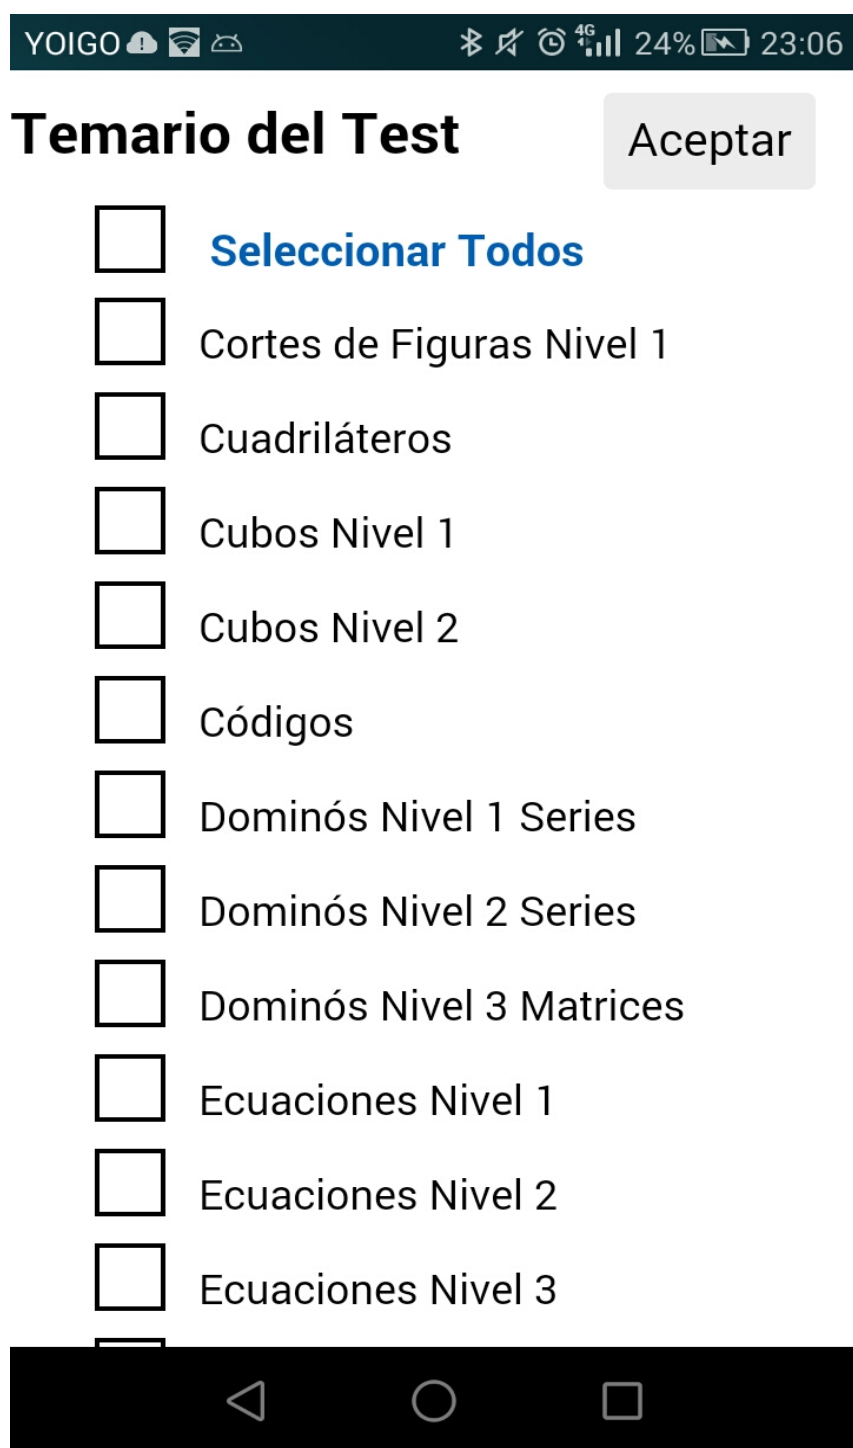 YOIGO 4G 24% 23:06
Temario del Test Aceptar
Seleccionar Todos
Cortes de Figuras Nivel 1
Cuadriláteros
Cubos Nivel 1
Cubos Nivel 2
Códigos
Dominós Nivel 1 Series
Dominós Nivel 2 Series
Dominós Nivel 3 Matrices
Ecuaciones Nivel 1
Ecuaciones Nivel 2
Ecuaciones Nivel 3